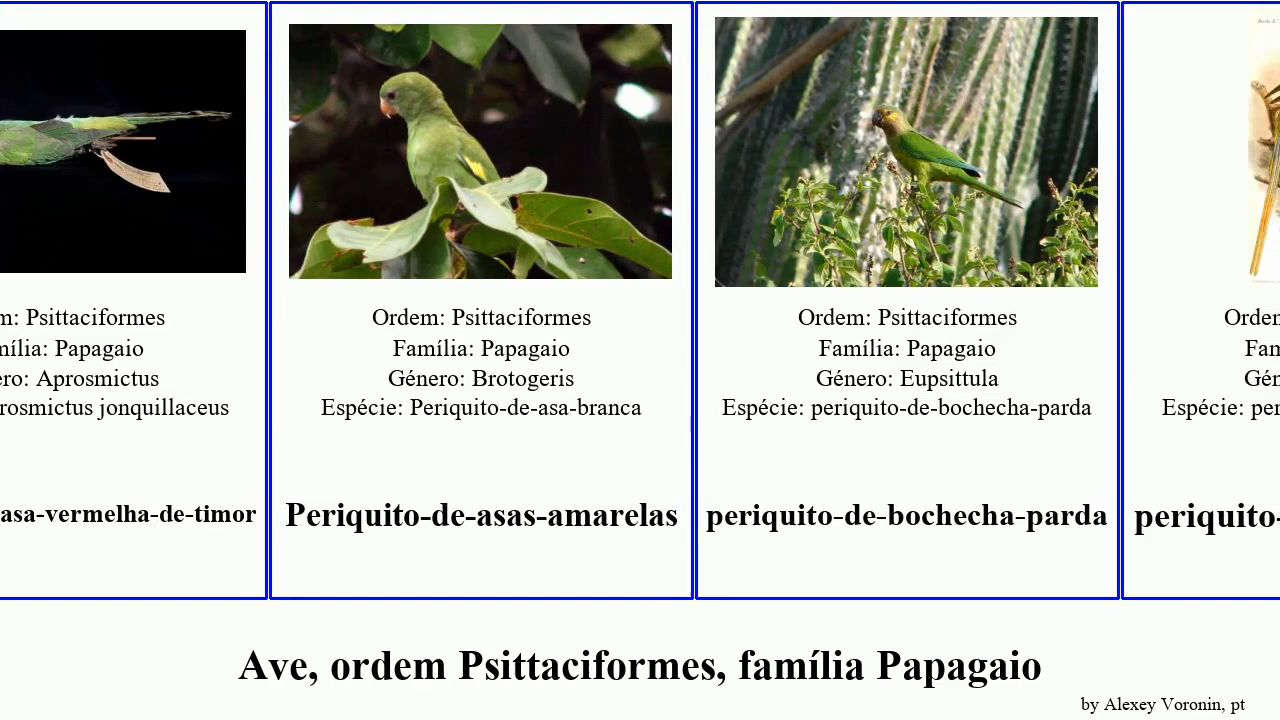 m: Psittaciformes
mília: Papagaio
ero: Aprosmictus
rosmictus jonquillaceus
asa-vermelha-de-timor
Ordem: Psittaciformes
Família: Papagaio
Género: Brotogeris
Espécie: Periquito-de-asa-branca
Periquito-de-asas-amarelas
Ordem: Psittaciformes
Família: Papagaio
Género: Eupsittula
Espécie: periquito-de-bochecha-parda
periquito-de-bochecha-parda
Orden
Fam
Gén
Espécie: per
periquito-
Ave, ordem Psittaciformes, família Papagaio
by Alexey Voronin, pt